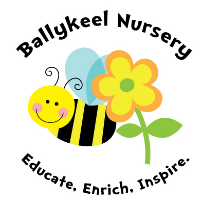 Ballykeel Nursery
Educate, Enrich, Inspire.